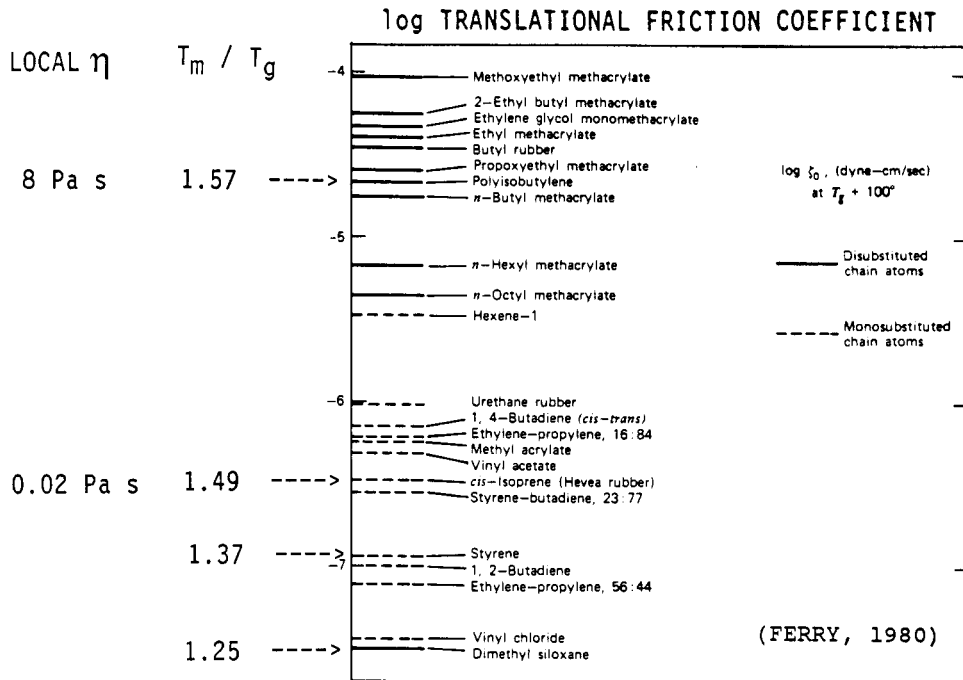 log TRANSLATIONAL FRICTION COEFFICIENT
LOCAL η Tm / Tg
-4
Methoxyethyl methacrylate
2-Ethyl butyl methacrylate
Ethylene glycol monomethacrylate
Ethyl methacrylate
Butyl rubber
Propoxyethyl methacrylate
8 Pa s 1.57 ----> Polyisobutylene
n-Butyl methacrylate
log ζ0 , (dyne-cm/sec)
at Tg + 100°
-5
n-Hexyl methacrylate
Disubstituted
chain atoms
n-Octyl methacrylate
Hexene-1
Monosubstituted
chain atoms
-6
Urethane rubber
1, 4-Butadiene (cis-trans)
Ethylene-propylene, 16:84
Methyl acrylate
Vinyl acetate
0.02 Pa s 1.49 ----> cis-Isoprene (Hevea rubber)
Styrene-butadiene, 23:77
1.37 ----> Styrene
-7
1, 2-Butadiene
Ethylene-propylene, 56:44
Vinyl chloride
1.25 ----> Dimethyl siloxane
(FERRY, 1980)